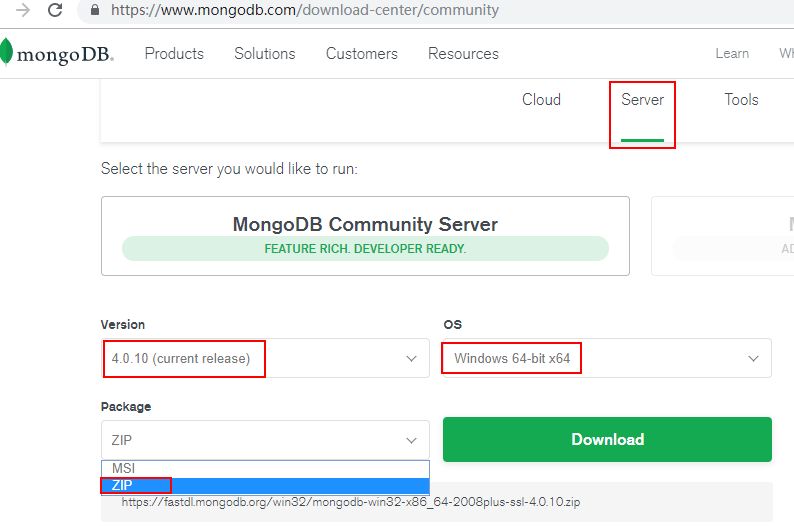 https://www.mongodb.com/download-center/community
mongoDB. Products Solutions Customers Resources Learn
Cloud Server Tools
Select the server you would like to run:
MongoDB Community Server
FEATURE RICH. DEVELOPER READY.
Version OS
4.0.10 (current release) Windows 64-bit x64
Package
ZIP Download
MSI
ZIP
https://fastdl.mongodb.org/win32/mongodb-win32-x86_64-2008plus-ssl-4.0.10.zip